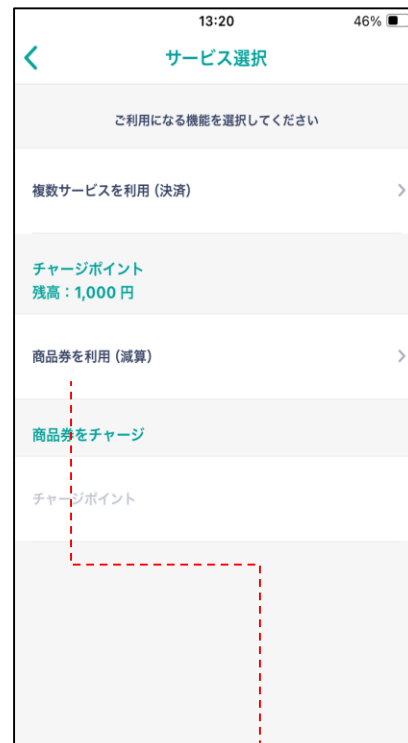 13:20 46%
サービス選択
ご利用になる機能を選択してください
複数サービスを利用（決済）
チャージポイント
残高：1,000 円
商品券を利用（減算）
商品券をチャージ
チャージポイント